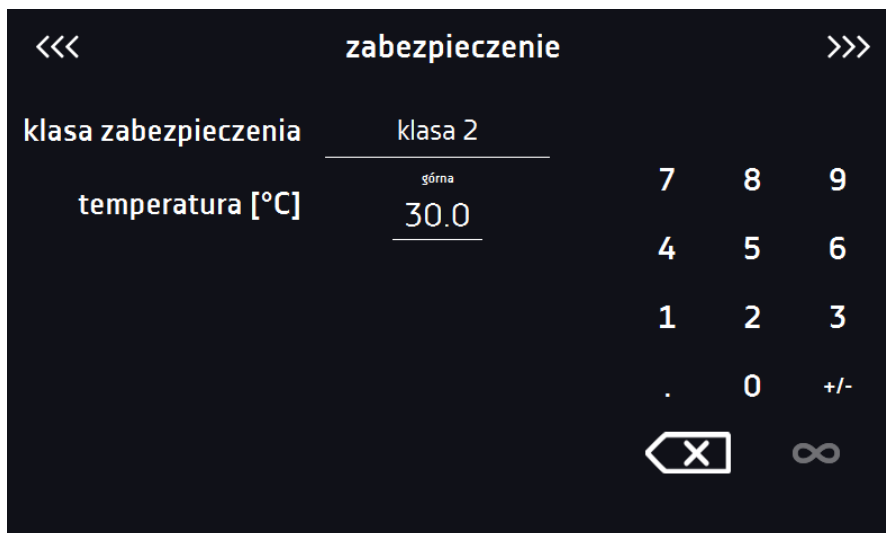 <<< zabezpieczenie >>>
klasa zabezpieczenia klasa 2
górna
temperatura [°C] 30.0
7 8 9
4 5 6
1 2 3
. 0 +/-
X ∞